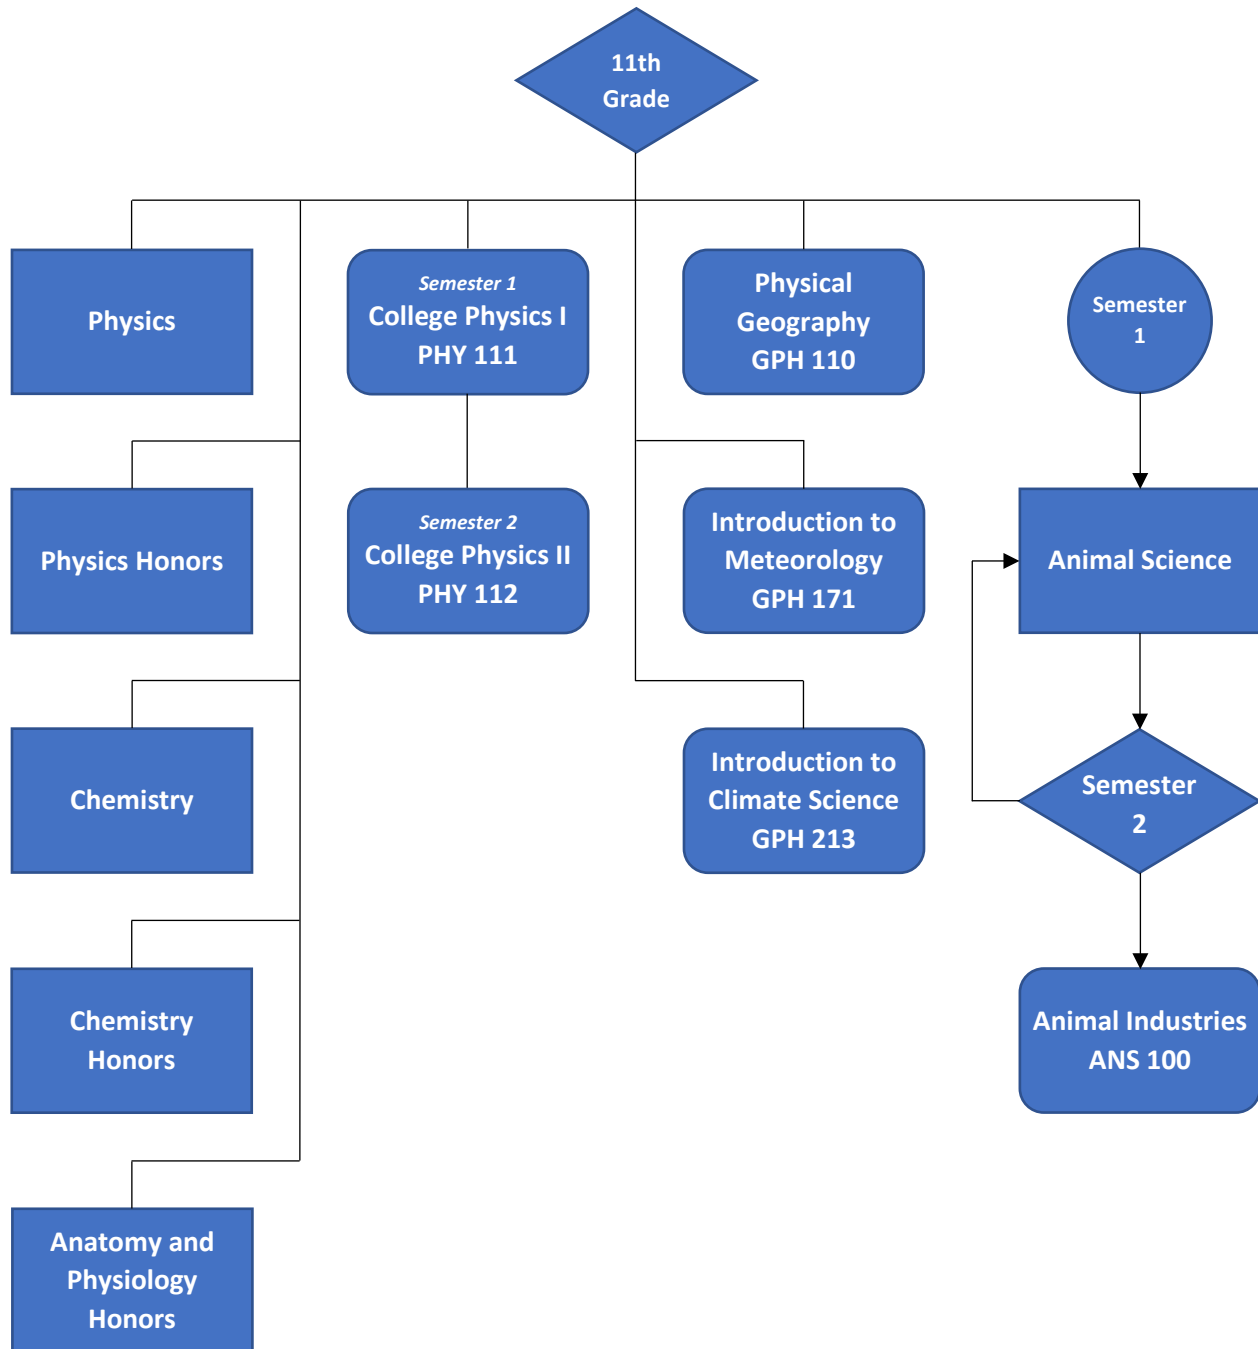 11th
Grade
Physics
Semester 1
College Physics I
PHY 111
Physical
Geography
GPH 110
Semester
1
Physics Honors
Semester 2
College Physics II
PHY 112
Introduction to
Meteorology
GPH 171
Animal Science
Chemistry
Introduction to
Climate Science
GPH 213
Semester
2
Chemistry
Honors
Animal Industries
ANS 100
Anatomy and
Physiology
Honors